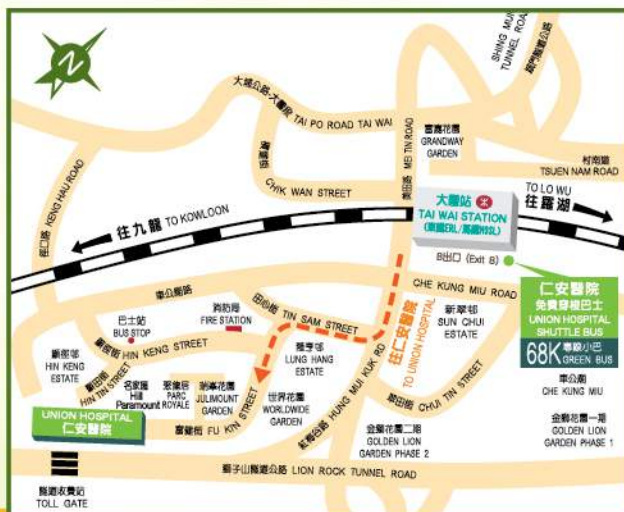 N
SHING MUN
TUNNEL ROAD
城門隧道公路
大埔公路-大圍段 TAI PO ROAD TAI WAI
富嘉花園
GRANDWAY
GARDEN
美田路 MEI TIN ROAD
村南道
TSUEN NAM ROAD
徑口路 KENG HAU ROAD
積運街
CHIK WAN STREET
大圍站
TAI WAI STATION
TO LO WU
往羅湖
往九龍 TO KOWLOON
B出口 (Exit B)
車公廟路
CHE KUNG MIU ROAD
仁安醫院
免費穿梭巴士
UNION HOSPITAL
SHUTTLE BUS
68K 專線小巴
GREEN BUS
巴士站
BUS STOP
消防局
FIRE STATION
田心街 TIN SAM STREET
往仁安醫院
TO UNION HOSPITAL
新翠邨
SUN CHUI
ESTATE
顯徑邨
HIN KENG
ESTATE
顯徑街 HIN KENG STREET
隆亨邨
LUNG HANG
ESTATE
顯田街
HIN TIN STREET
名家匯
Hill
Paramount
聚龍居
PARC
ROYALE
瑞峯花園
JULIMOUNT
GARDEN
世界花園
WORLDWIDE
GARDEN
紅梅谷路 HUNG MUI KUK RD
翠田街 CHUI TIN STREET
車公廟
CHE KUNG MIU
UNION HOSPITAL
仁安醫院
富健街 FU KIN STREET
金獅花園二期
GOLDEN LION
GARDEN PHASE 2
金獅花園一期
GOLDEN LION
GARDEN PHASE 1
獅子山隧道公路 LION ROCK TUNNEL ROAD
隧道收費站
TOLL GATE